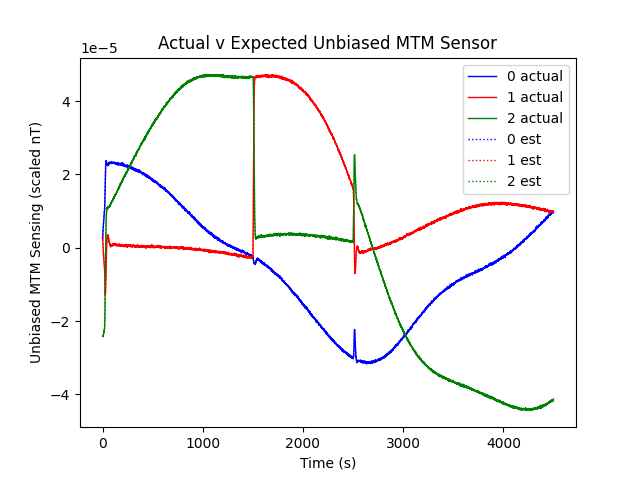 Actual v Expected Unbiased MTM Sensor
1e−5
4
2
0
−2
−4
Unbiased MTM Sensing (scaled nT)
0
1000
2000
3000
4000
Time (s)
0 actual
1 actual
2 actual
0 est
1 est
2 est